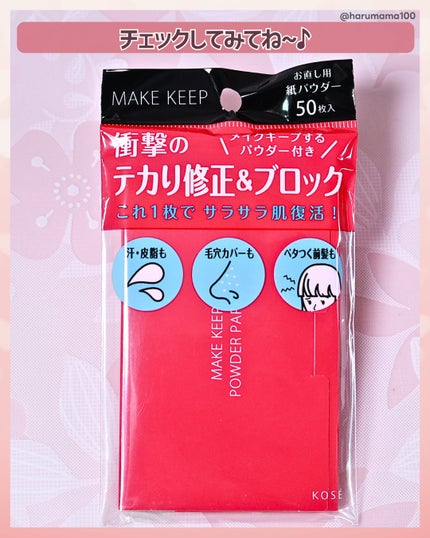 @harumama100
チェックしてみてね~♪
お直し用
紙パウダー
50枚入
MAKE KEEP
メイクキープする
パウダー付き
衝撃の
テカリ修正&ブロック
これ1枚で サラサラ肌復活!
汗・皮脂も
毛穴カバーも
ベタつく前髪も
MAKE KEEP
POWDER PAP
KOSÉ